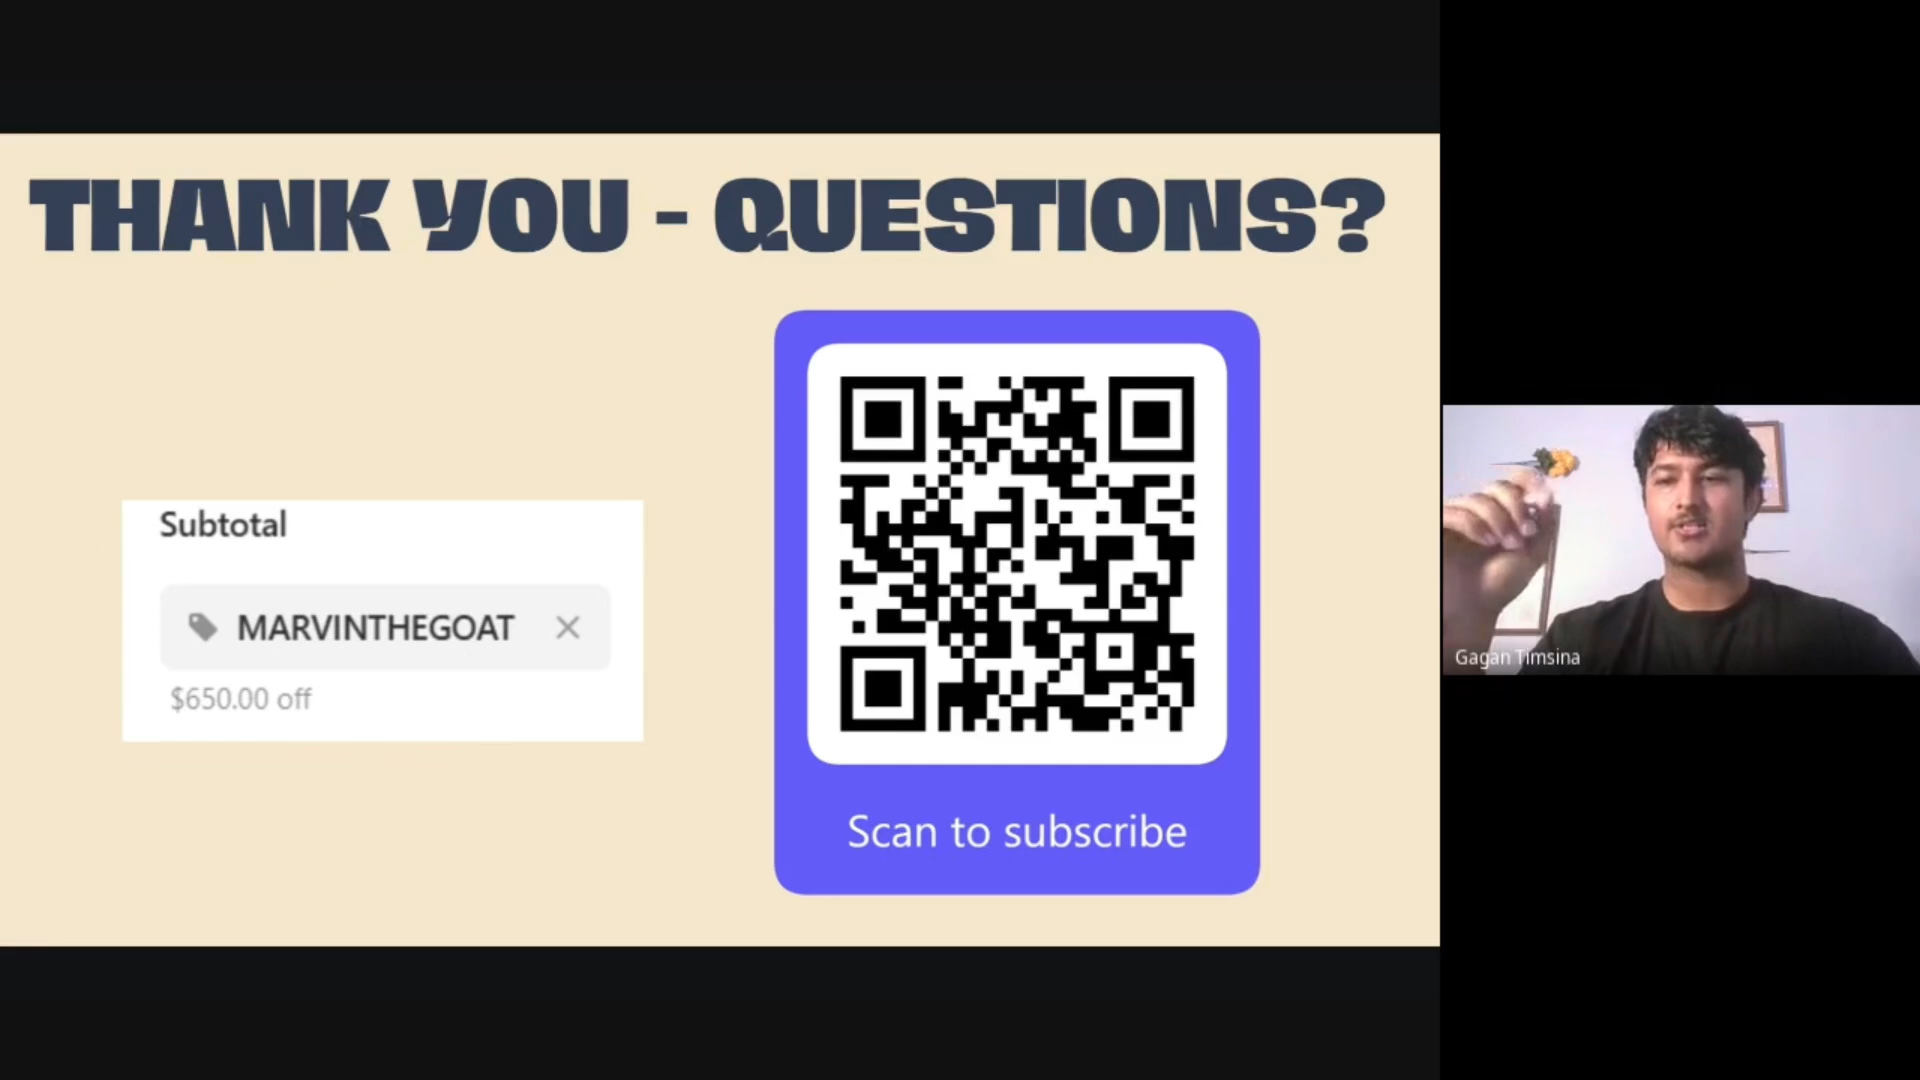 THANK YOU - QUESTIONS?
Subtotal
MARVINTHEGOAT
$650.00 off
Scan to subscribe
Gagan Timsina